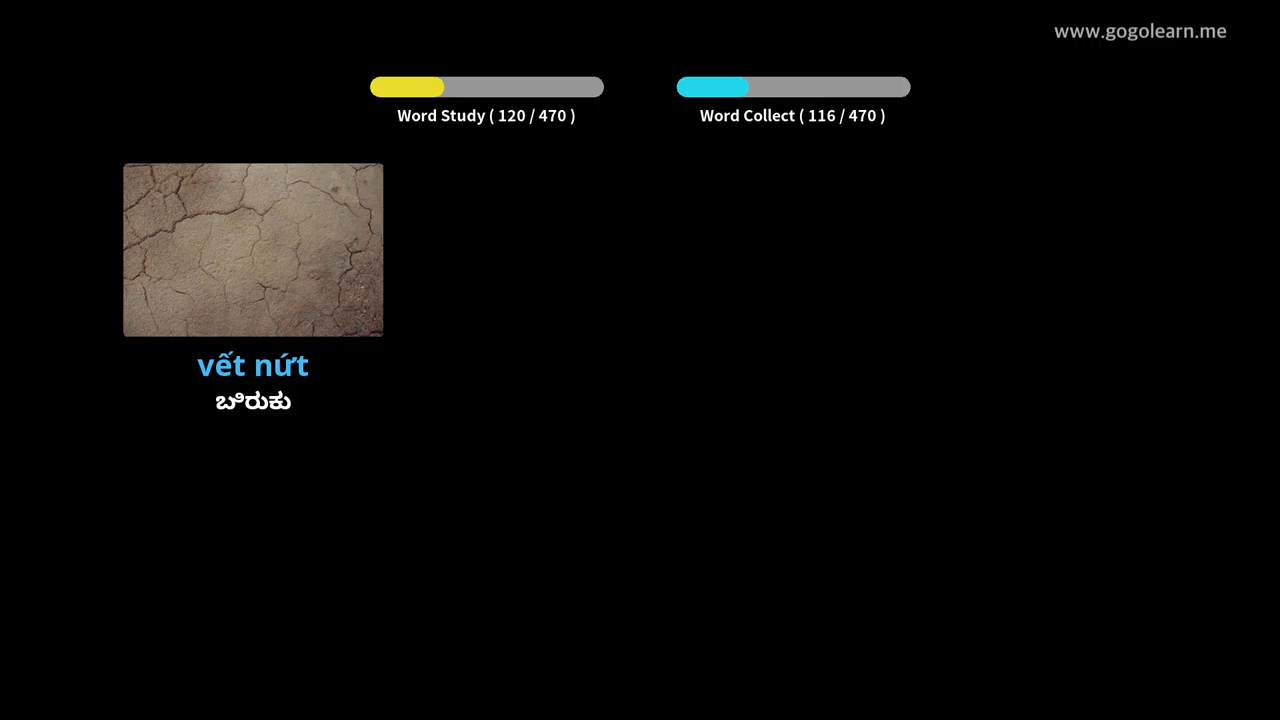 www.gogolearn.me
Word Study ( 120 / 470 )
Word Collect ( 116 / 470 )
vết nứt
ಬಿರುಕು